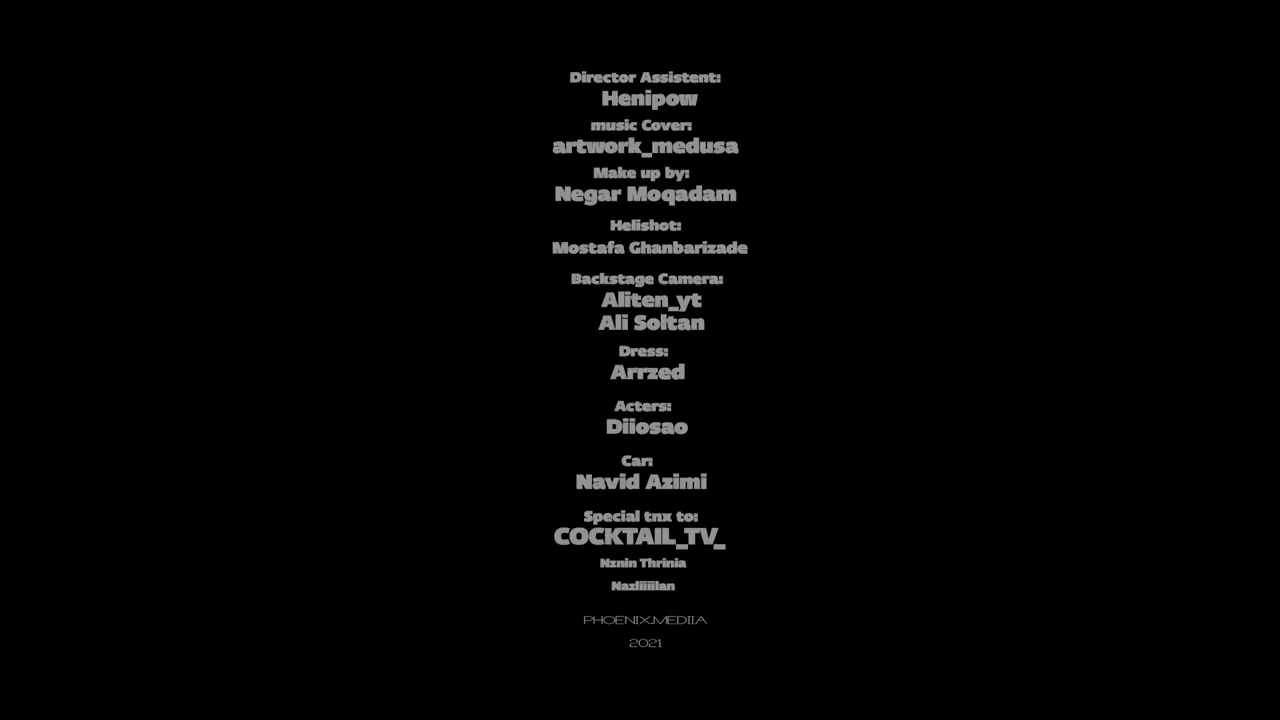 Director Assistent:
Henipow
music Cover:
artwork_medusa
Make up by:
Negar Moqadam
Helishot:
Mostafa Ghanbarizade
Backstage Camera:
Aliten_yt
Ali Soltan
Dress:
Arrzed
Acters:
Diiosao
Car:
Navid Azimi
Special tnx to:
COCKTAIL_TV_
Nznin Thrinia
Nazliiiilan
PHOENIX.MEDIIA
2021